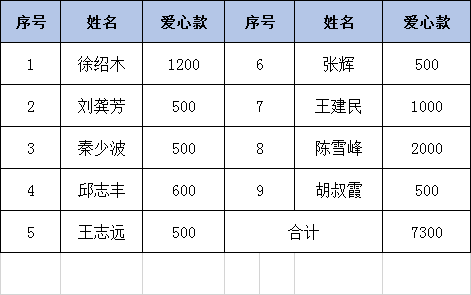 序号 姓名 爱心款 序号 姓名 爱心款
1 徐绍木 1200 6 张辉 500
2 刘龚芳 500 7 王建民 1000
3 秦少波 500 8 陈雪峰 2000
4 邱志丰 600 9 胡叔霞 500
5 王志远 500 合计 7300